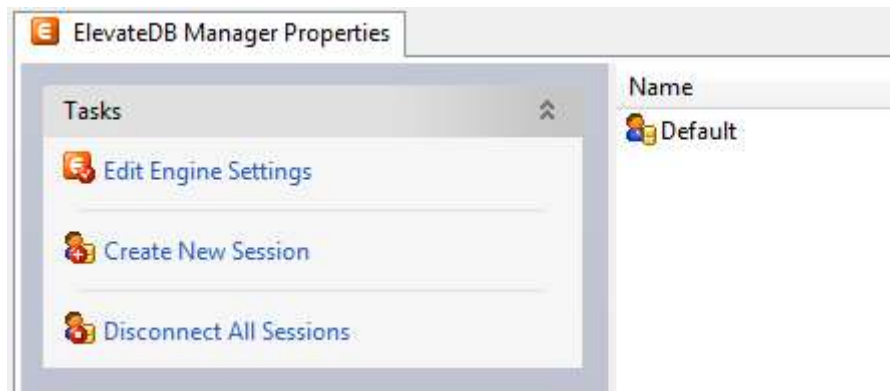 ElevateDB Manager Properties
Tasks
Edit Engine Settings
Create New Session
Disconnect All Sessions
Name
Default